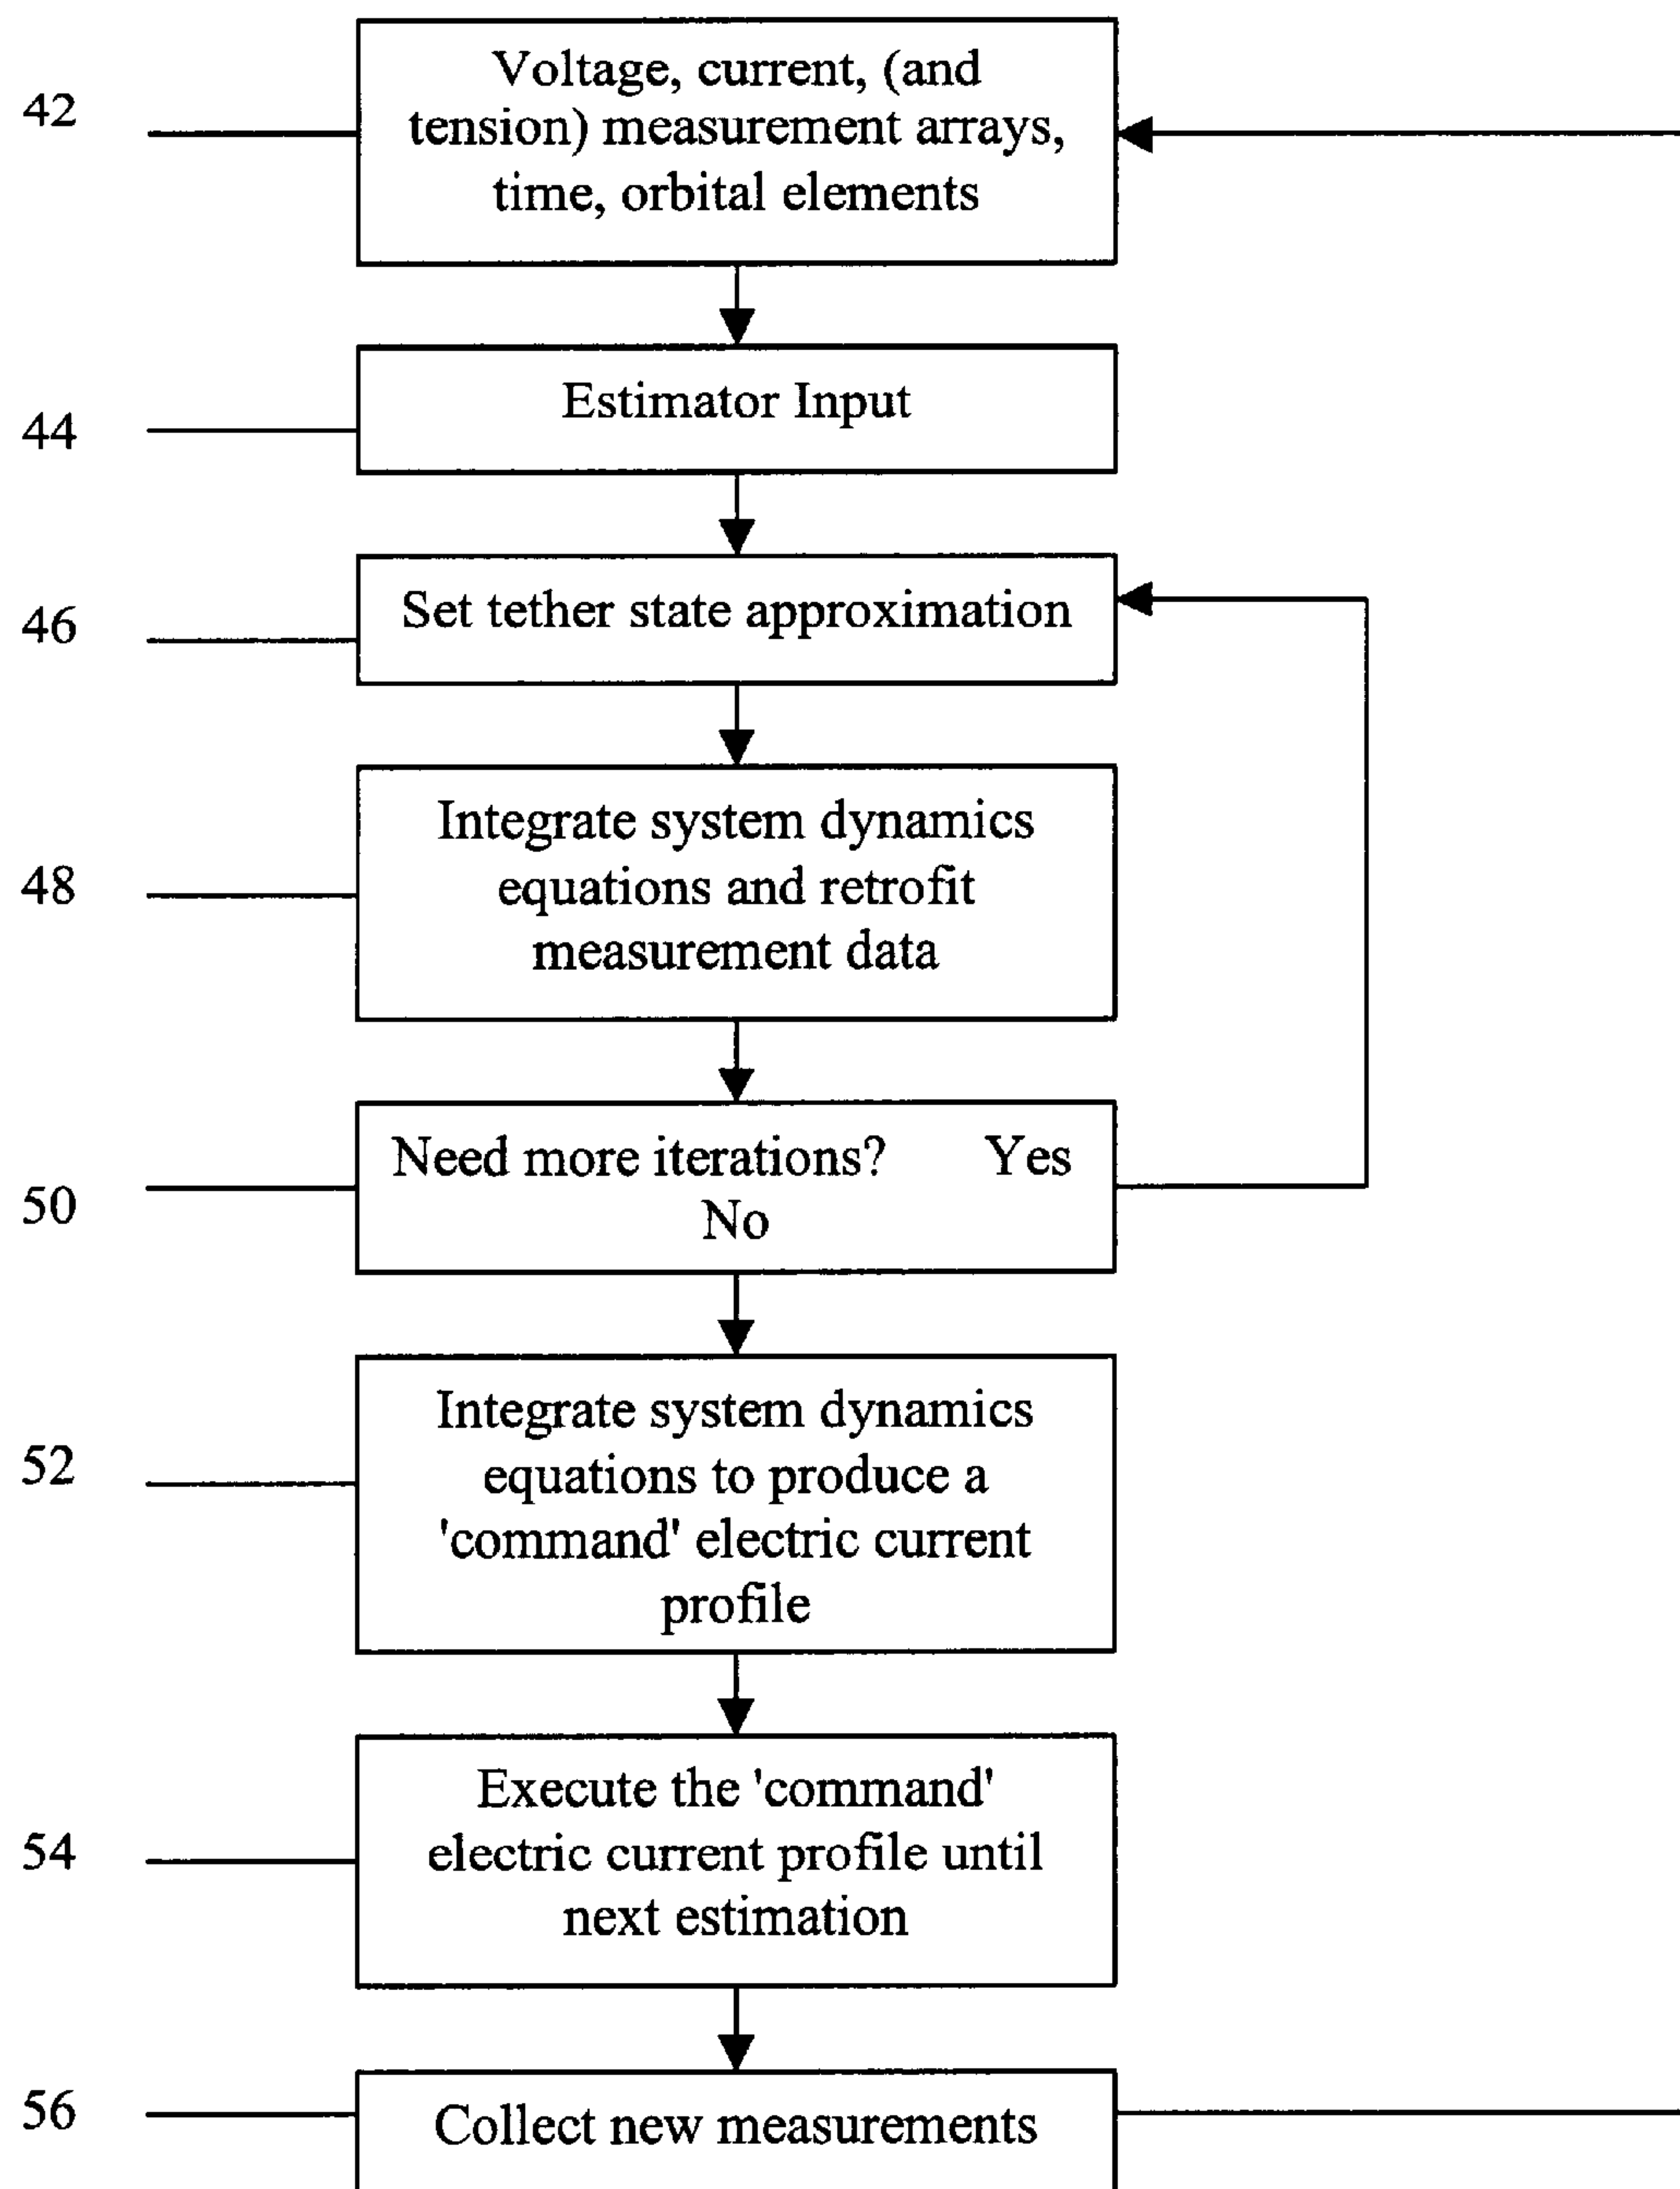 42
Voltage, current, (and
tension) measurement arrays,
time, orbital elements
44
Estimator Input
46
Set tether state approximation
48
Integrate system dynamics
equations and retrofit
measurement data
50
Need more iterations? Yes
No
52
Integrate system dynamics
equations to produce a
'command' electric current
profile
54
Execute the 'command'
electric current profile until
next estimation
56
Collect new measurements